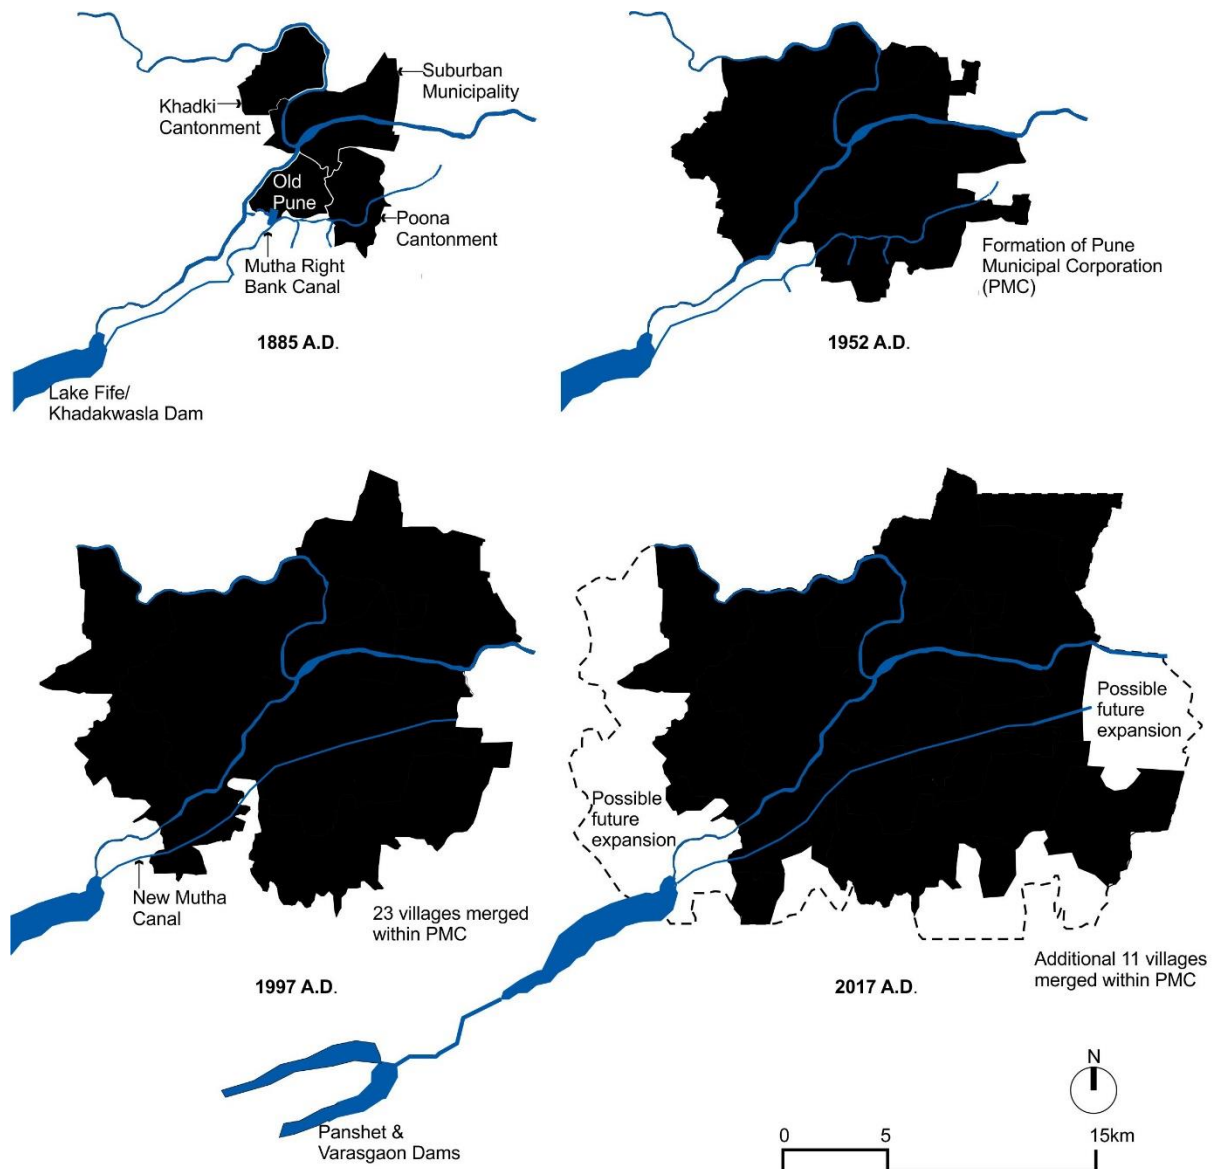 Suburban
Municipality
Khadki
Cantonment
Old
Pune
Poona
Cantonment
Mutha Right
Bank Canal
1885 A.D.
Lake Fife/
Khadakwasla Dam
Formation of Pune
Municipal Corporation
(PMC)
1952 A.D.
New Mutha
Canal
23 villages merged
within PMC
1997 A.D.
Possible
future
expansion
Possible
future
expansion
Additional 11 villages
merged within PMC
2017 A.D.
Panshet &
Varasgaon Dams
N
0 5 15km